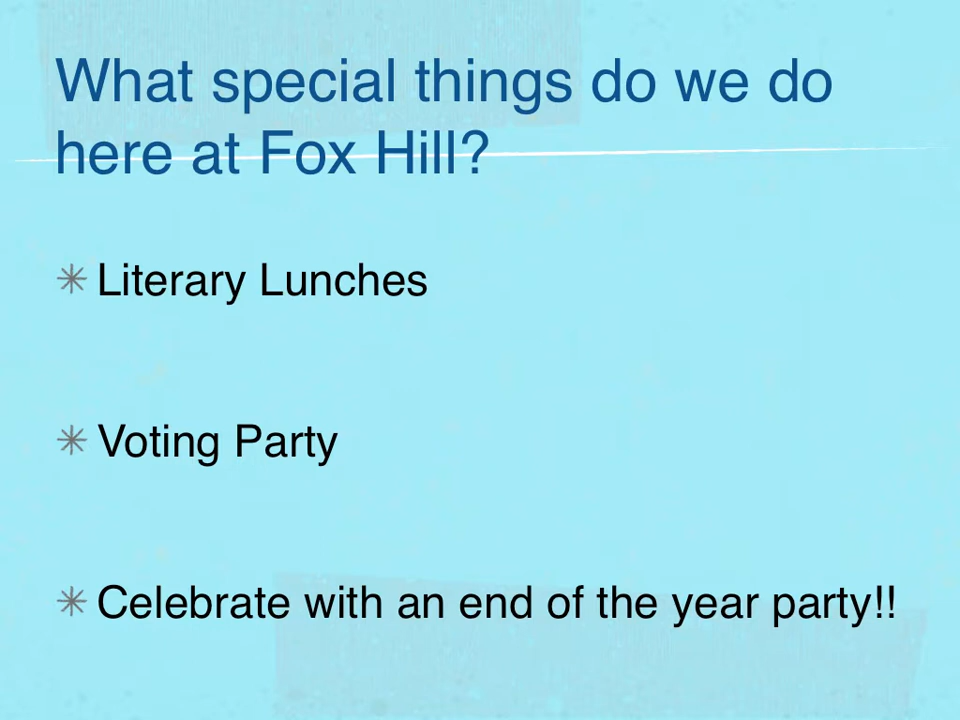 What special things do we do
here at Fox Hill?
Literary Lunches
Voting Party
Celebrate with an end of the year party!!